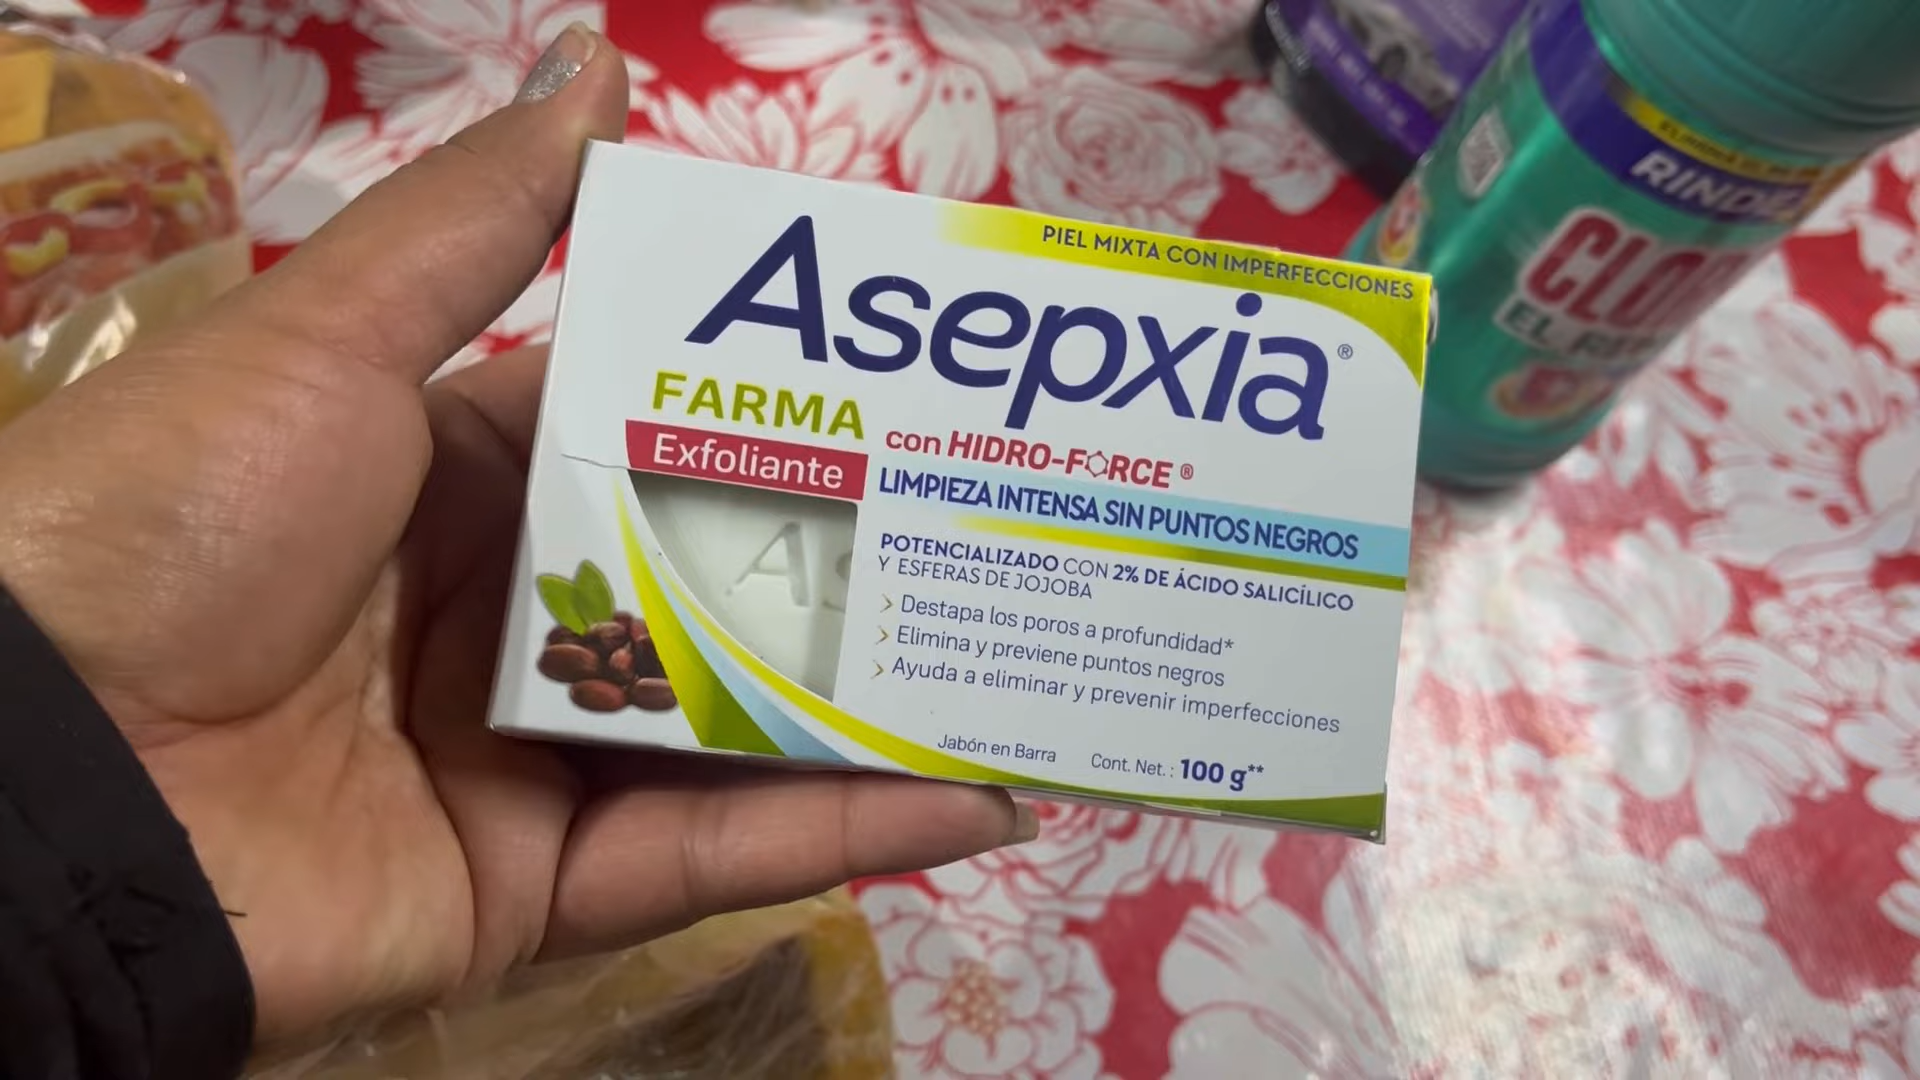 PIEL MIXTA CON IMPERFECCIONES
Asepxia®
FARMA
Exfoliante
con HIDRO-FORCE®
LIMPIEZA INTENSA SIN PUNTOS NEGROS
POTENCIALIZADO CON 2% DE ÁCIDO SALICÍLICO
Y ESFERAS DE JOJOBA
> Destapa los poros a profundidad*
> Elimina y previene puntos negros
> Ayuda a eliminar y prevenir imperfecciones
Jabón en Barra Cont. Net.: 100 g**
As
EL